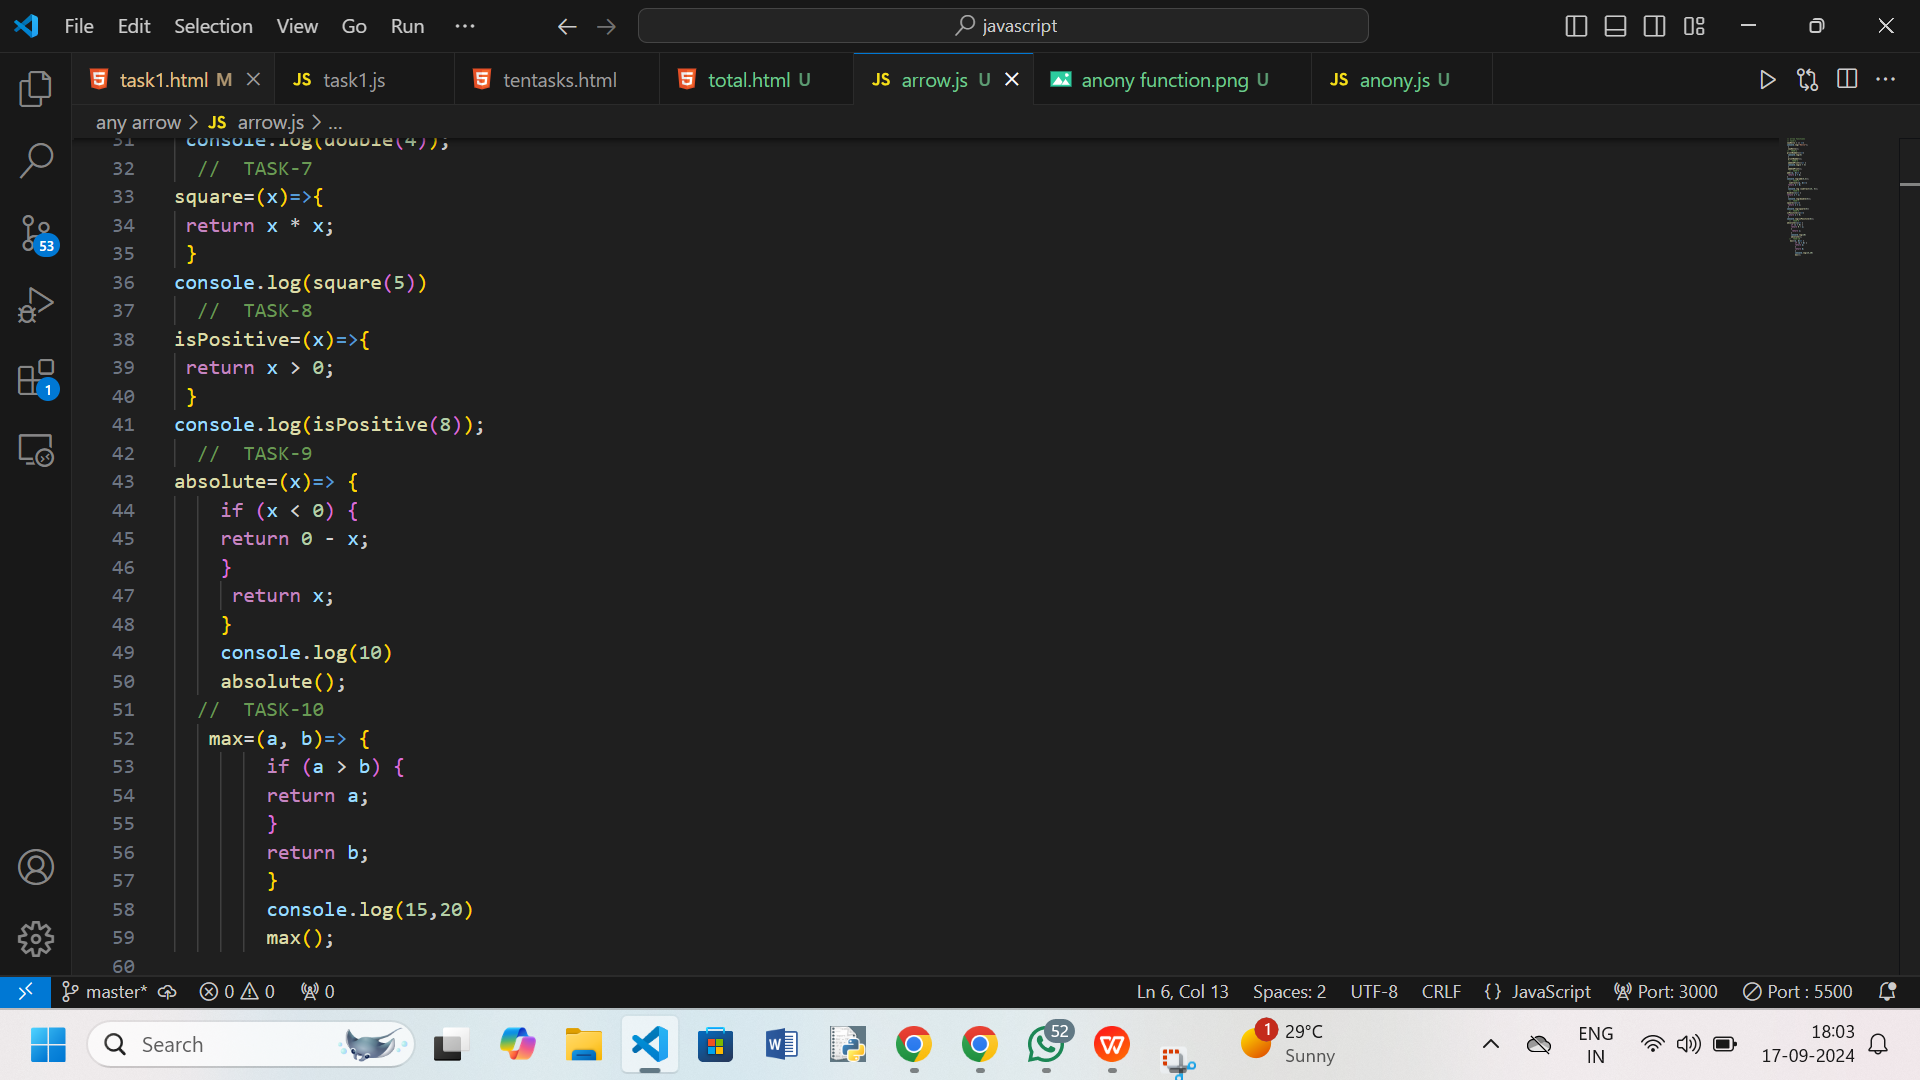 File Edit Selection View Go Run ··· ← → javascript
task1.html M × JS task1.js tentasks.html total.html U JS arrow.js U × anony function.png U JS anony.js U ···
any arrow > JS arrow.js > ...
31 console.log(double(4));
32 // TASK-7
33 square=(x)=>{
34 return x * x;
35 }
36 console.log(square(5))
37 // TASK-8
38 isPositive=(x)=>{
39 return x > 0;
40 }
41 console.log(isPositive(8));
42 // TASK-9
43 absolute=(x)=> {
44 if (x < 0) {
45 return 0 - x;
46 }
47 return x;
48 }
49 console.log(10)
50 absolute();
51 // TASK-10
52 max=(a, b)=> {
53 if (a > b) {
54 return a;
55 }
56 return b;
57 }
58 console.log(15,20)
59 max();
60
53
1
master* 0 0 0 Ln 6, Col 13 Spaces: 2 UTF-8 CRLF {} JavaScript Port: 3000 Port : 5500
Search W 52 W 1 29°C ENG 18:03
Sunny IN 17-09-2024